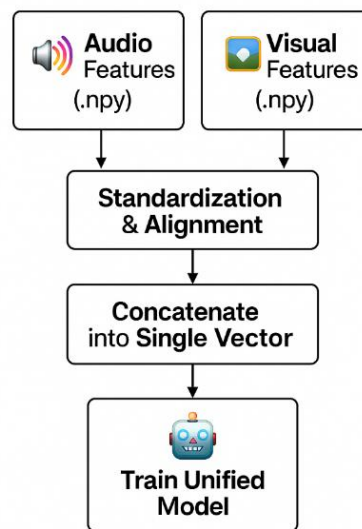 Audio
Features
(.npy)
Visual
Features
(.npy)
Standardization
& Alignment
Concatenate
into Single Vector
Train Unified
Model